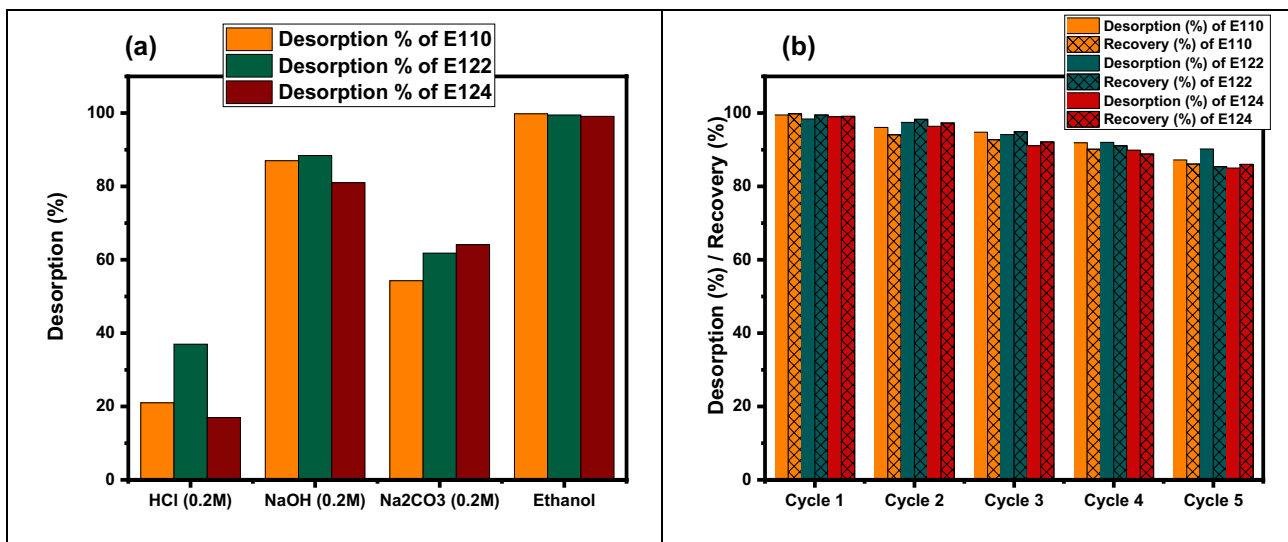 (a)
Desorption % of E110
Desorption % of E122
Desorption % of E124
Desorption (%)
100
80
60
40
20
0
HCl (0.2M) NaOH (0.2M) Na2CO3 (0.2M) Ethanol
(b)
Desorption (%) of E110
Recovery (%) of E110
Desorption (%) of E122
Recovery (%) of E122
Desorption (%) of E124
Recovery (%) of E124
Desorption (%) / Recovery (%)
100
80
60
40
20
0
Cycle 1 Cycle 2 Cycle 3 Cycle 4 Cycle 5